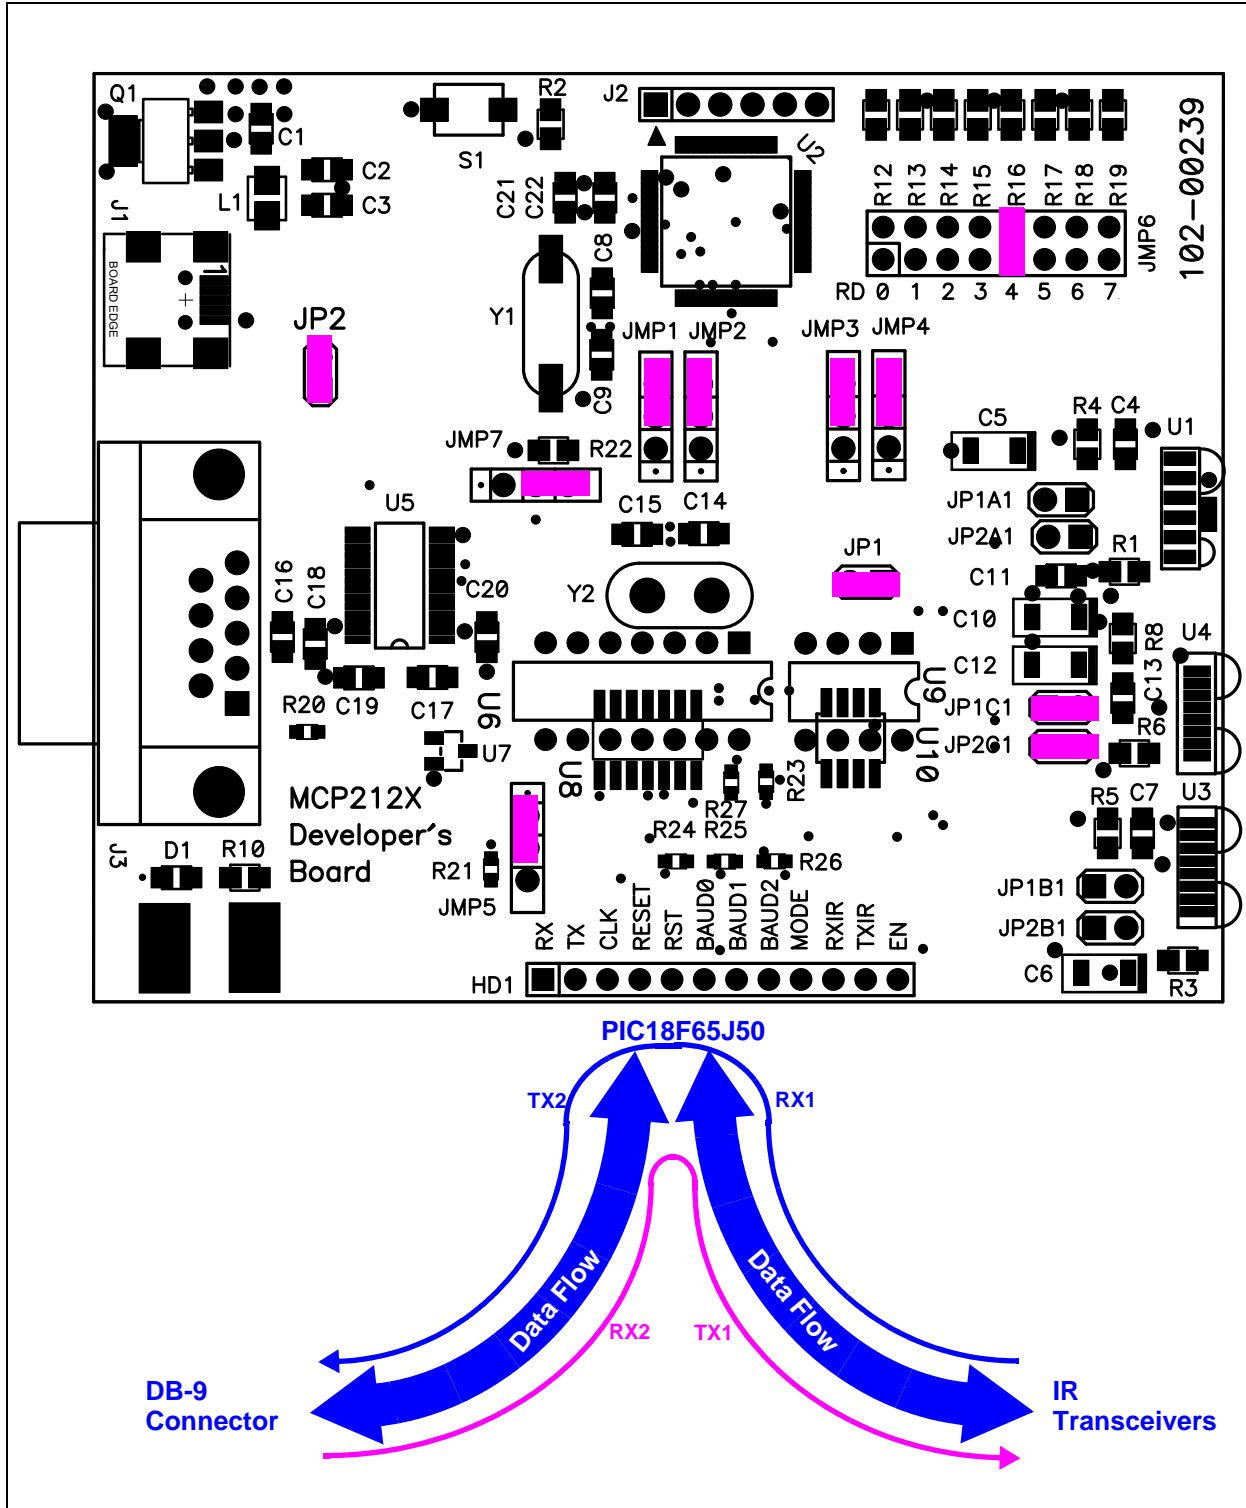 Q1
R2
J2
C1
S1
U2
102-00239
C2
C3
L1
C21
C22
R12
R13
R14
R15
R16
R17
R18
R19
J1
1
BOARD EDGE
C8
JMP6
RD 0 1 2 3 4 5 6 7
JP2
Y1
JMP1
JMP2
JMP3
JMP4
C9
JMP7
R22
C5
R4
C4
U1
U5
C15
C14
JP1A1
JP2A1
JP1
C16
C18
C20
Y2
C11
R1
C10
R8
U4
C12
C13
U6
U9
R20
C19
C17
JP1C1
R6
JP2C1
U7
U8
U10
R23
U3
R27
R5
C7
MCP212X
Developer's
Board
R24
R25
R26
J3
D1
R10
R21
JMP5
JP1B1
JP2B1
RX
TX
CLK
RESET
RST
BAUD0
BAUD1
BAUD2
MODE
RXIR
TXIR
EN
HD1
C6
R3
PIC18F65J50
TX2
RX1
Data Flow
Data Flow
RX2
TX1
DB-9
Connector
IR
Transceivers